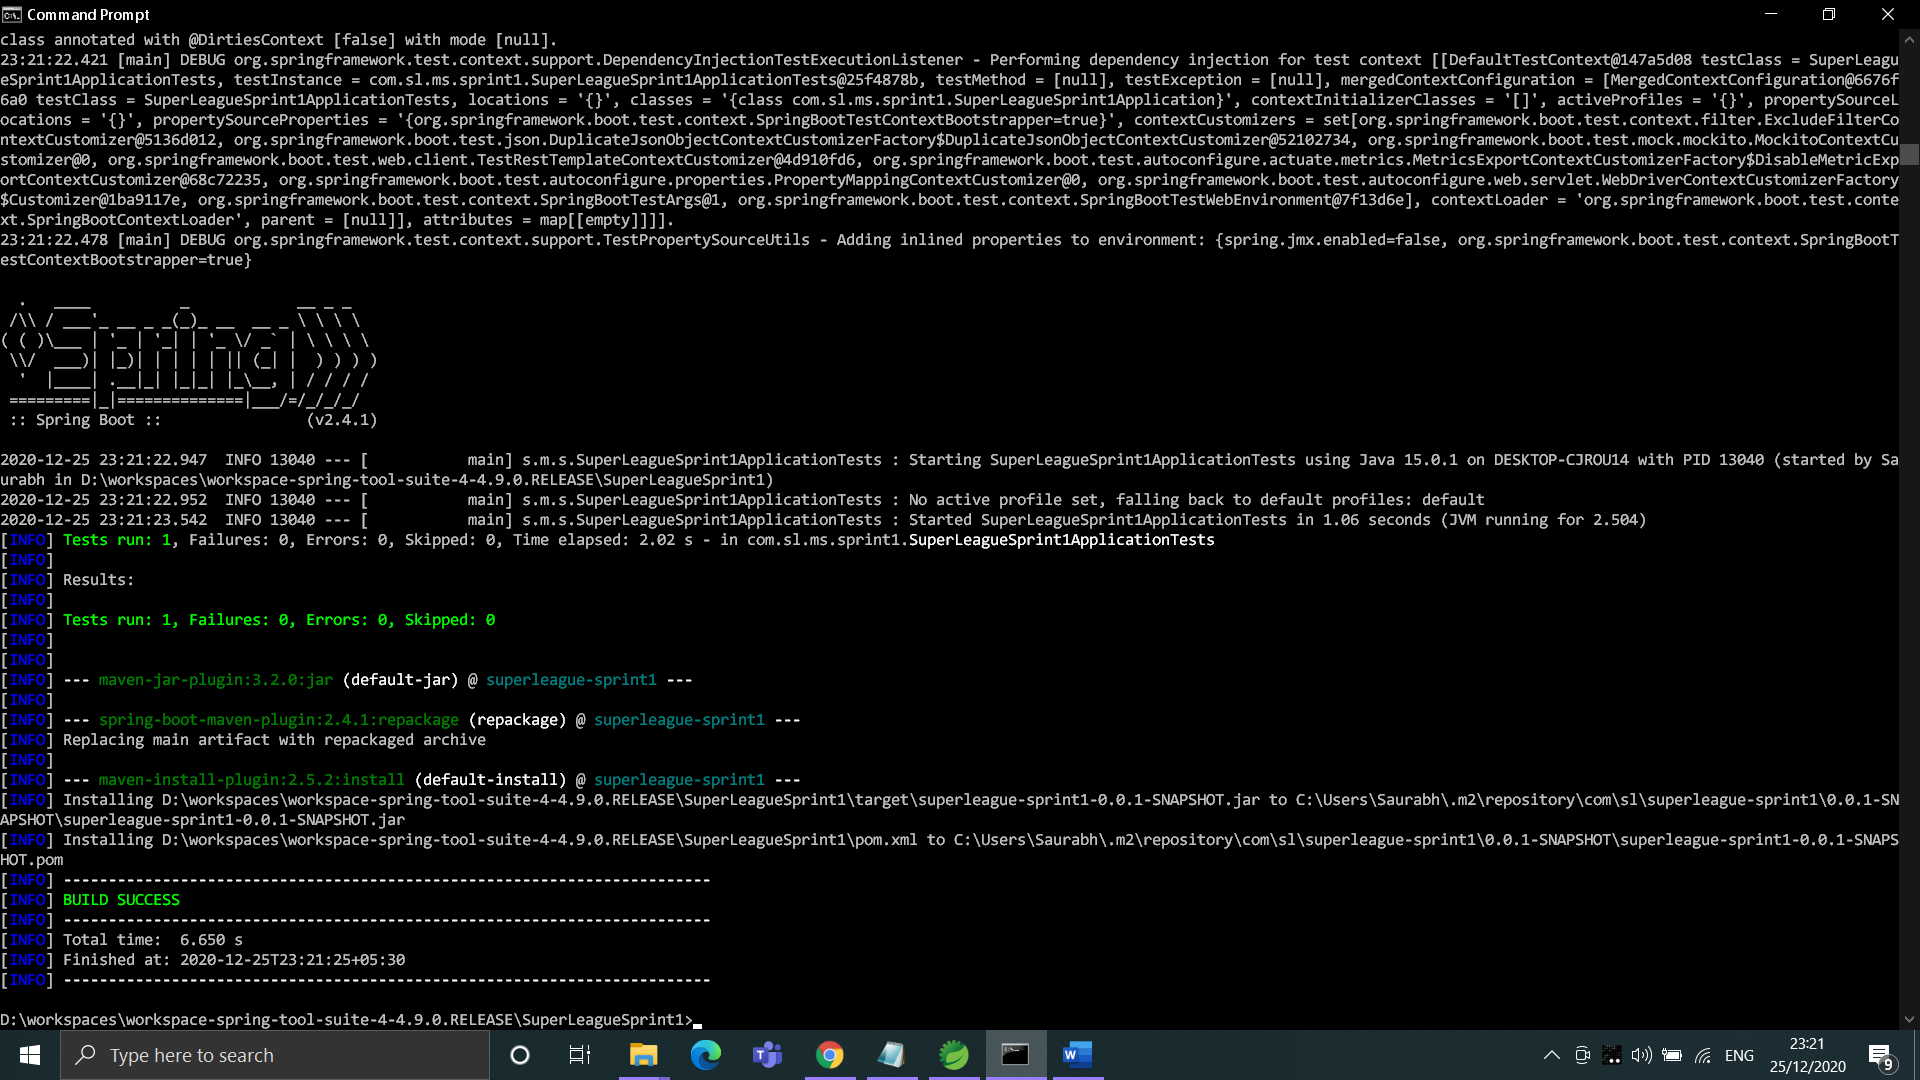 Command Prompt
class annotated with @DirtiesContext [false] with mode [null].
23:21:22.421 [main] DEBUG org.springframework.test.context.support.DependencyInjectionTestExecutionListener - Performing dependency injection for test context [[DefaultTestContext@147a5d08 testClass = SuperLeagu
eSprint1ApplicationTests, testInstance = com.sl.ms.sprint1.SuperLeagueSprint1ApplicationTests@25f4878b, testMethod = [null], testException = [null], mergedContextConfiguration = [MergedContextConfiguration@6676f
6a0 testClass = SuperLeagueSprint1ApplicationTests, locations = '{}', classes = '{class com.sl.ms.sprint1.SuperLeagueSprint1Application}', contextInitializerClasses = '[]', activeProfiles = '{}', propertySourceL
ocations = '{}', propertySourceProperties = '{org.springframework.boot.test.context.SpringBootTestContextBootstrapper=true}', contextCustomizers = set[org.springframework.boot.test.context.filter.ExcludeFilterCo
ntextCustomizer@5136d012, org.springframework.boot.test.json.DuplicateJsonObjectContextCustomizerFactory$DuplicateJsonObjectContextCustomizer@52102734, org.springframework.boot.test.mock.mockito.MockitoContextCu
stomizer@0, org.springframework.boot.test.web.client.TestRestTemplateContextCustomizer@4d910fd6, org.springframework.boot.test.autoconfigure.actuate.metrics.MetricsExportContextCustomizerFactory$DisableMetricExp
ortContextCustomizer@68c72235, org.springframework.boot.test.autoconfigure.properties.PropertyMappingContextCustomizer@0, org.springframework.boot.test.autoconfigure.web.servlet.WebDriverContextCustomizerFactory
$Customizer@1ba9117e, org.springframework.boot.test.context.SpringBootTestArgs@1, org.springframework.boot.test.context.SpringBootTestWebEnvironment@7f13d6e], contextLoader = 'org.springframework.boot.test.conte
xt.SpringBootContextLoader', parent = [null]], attributes = map[[empty]]]].
23:21:22.478 [main] DEBUG org.springframework.test.context.support.TestPropertySourceUtils - Adding inlined properties to environment: {spring.jmx.enabled=false, org.springframework.boot.test.context.SpringBootT
estContextBootstrapper=true}
  .   ____          _            __ _ _
 /\\ / ___'_ __ _ _(_)_ __  __ _ \ \ \ \
( ( )\___ | '_ | '_| | '_ \/ _` | \ \ \ \
 \\/  ___)| |_)| | | | | || (_| |  ) ) ) )
  '  |____| .__|_| |_|_| |_\__, | / / / /
 =========|_|==============|___/=/_/_/_/
 :: Spring Boot ::                (v2.4.1)
2020-12-25 23:21:22.947  INFO 13040 --- [           main] s.m.s.SuperLeagueSprint1ApplicationTests : Starting SuperLeagueSprint1ApplicationTests using Java 15.0.1 on DESKTOP-CJROU14 with PID 13040 (started by Sa
urabh in D:\workspaces\workspace-spring-tool-suite-4-4.9.0.RELEASE\SuperLeagueSprint1)
2020-12-25 23:21:22.952  INFO 13040 --- [           main] s.m.s.SuperLeagueSprint1ApplicationTests : No active profile set, falling back to default profiles: default
2020-12-25 23:21:23.542  INFO 13040 --- [           main] s.m.s.SuperLeagueSprint1ApplicationTests : Started SuperLeagueSprint1ApplicationTests in 1.06 seconds (JVM running for 2.504)
[INFO] Tests run: 1, Failures: 0, Errors: 0, Skipped: 0, Time elapsed: 2.02 s - in com.sl.ms.sprint1.SuperLeagueSprint1ApplicationTests
[INFO]
[INFO] Results:
[INFO]
[INFO] Tests run: 1, Failures: 0, Errors: 0, Skipped: 0
[INFO]
[INFO]
[INFO] --- maven-jar-plugin:3.2.0:jar (default-jar) @ superleague-sprint1 ---
[INFO]
[INFO] --- spring-boot-maven-plugin:2.4.1:repackage (repackage) @ superleague-sprint1 ---
[INFO] Replacing main artifact with repackaged archive
[INFO]
[INFO] --- maven-install-plugin:2.5.2:install (default-install) @ superleague-sprint1 ---
[INFO] Installing D:\workspaces\workspace-spring-tool-suite-4-4.9.0.RELEASE\SuperLeagueSprint1\target\superleague-sprint1-0.0.1-SNAPSHOT.jar to C:\Users\Saurabh\.m2\repository\com\sl\superleague-sprint1\0.0.1-SN
APSHOT\superleague-sprint1-0.0.1-SNAPSHOT.jar
[INFO] Installing D:\workspaces\workspace-spring-tool-suite-4-4.9.0.RELEASE\SuperLeagueSprint1\pom.xml to C:\Users\Saurabh\.m2\repository\com\sl\superleague-sprint1\0.0.1-SNAPSHOT\superleague-sprint1-0.0.1-SNAPS
HOT.pom
[INFO] ------------------------------------------------------------------------
[INFO] BUILD SUCCESS
[INFO] ------------------------------------------------------------------------
[INFO] Total time:  6.650 s
[INFO] Finished at: 2020-12-25T23:21:25+05:30
[INFO] ------------------------------------------------------------------------
D:\workspaces\workspace-spring-tool-suite-4-4.9.0.RELEASE\SuperLeagueSprint1>
Type here to search
ENG
23:21
25/12/2020
9